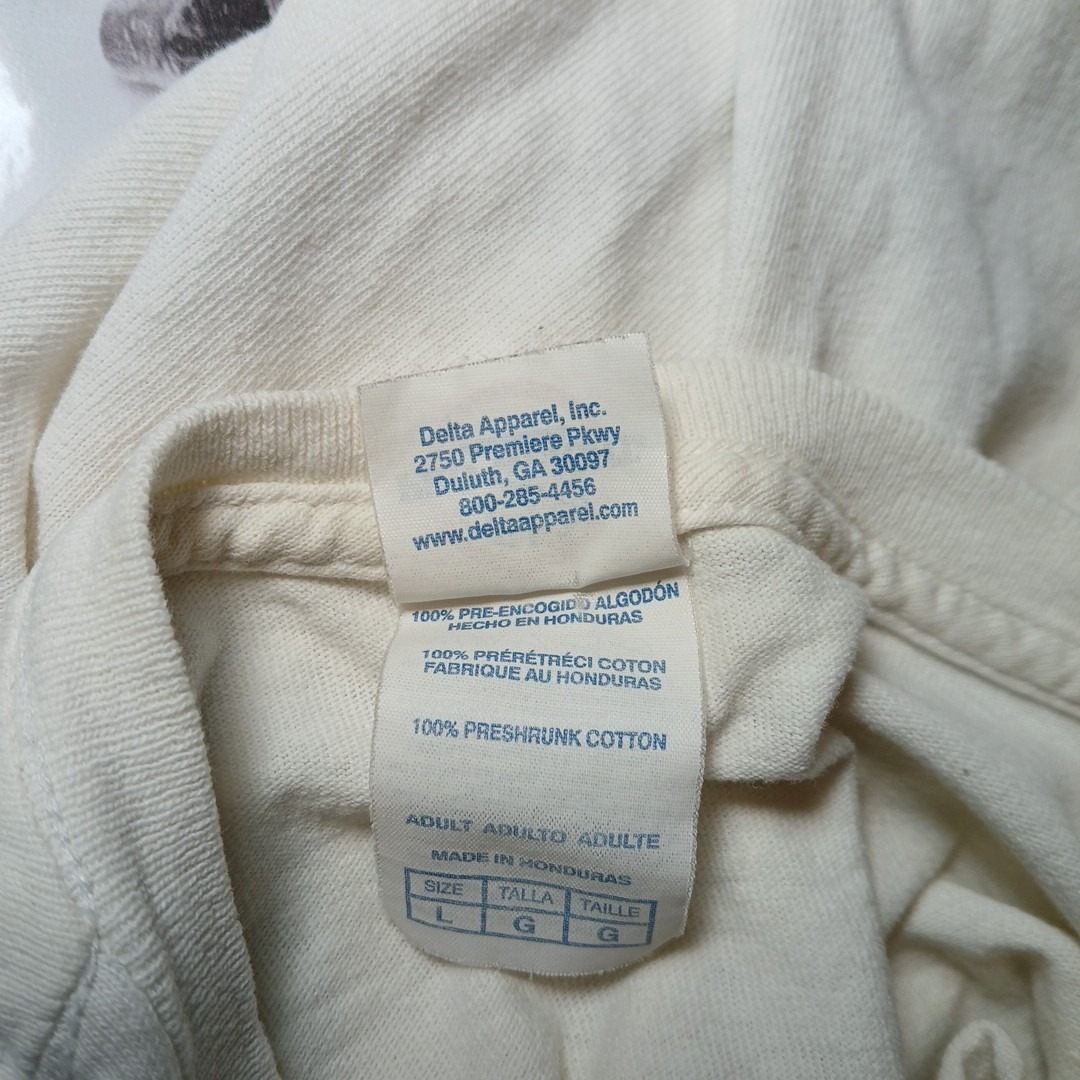 Delta Apparel, Inc.
2750 Premiere Pkwy
Duluth, GA 30097
800-285-4456
www.deltaapparel.com
100% PRE-ENCOGIDO ALGODÓN
HECHO EN HONDURAS
100% PRÉRÉTRÉCI COTON
FABRIQUE AU HONDURAS
100% PRESHRUNK COTTON
ADULT ADULTO ADULTE
MADE IN HONDURAS
SIZE TALLA TAILLE
L G G